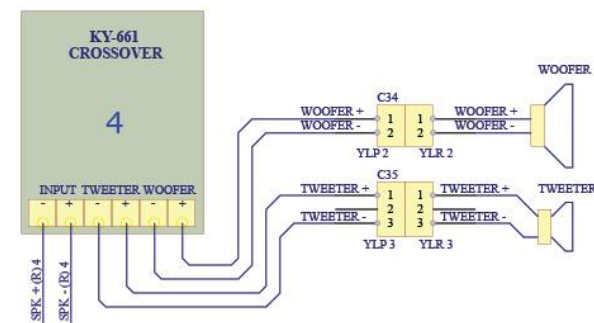 KY-661
CROSSOVER
4
INPUT TWEETER WOOFER
- + - + - +
SPK + (R) 4
SPK - (R) 4
C34
WOOFER + 1 1 WOOFER +
WOOFER - 2 2 WOOFER -
YLP 2 YLR 2
WOOFER
C35
TWEETER + 1 1 TWEETER +
2 2
TWEETER - 3 3 TWEETER -
YLP 3 YLR 3
TWEETER